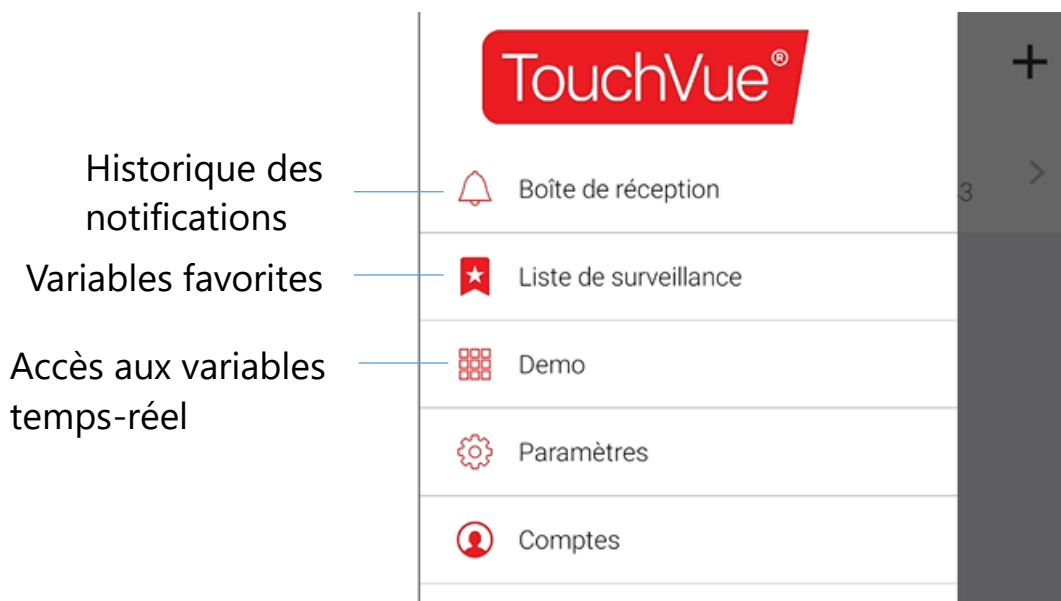 TouchVue®
Historique des
notifications
Boîte de réception
3
Variables favorites
Liste de surveillance
Accès aux variables
temps-réel
Demo
Paramètres
Comptes